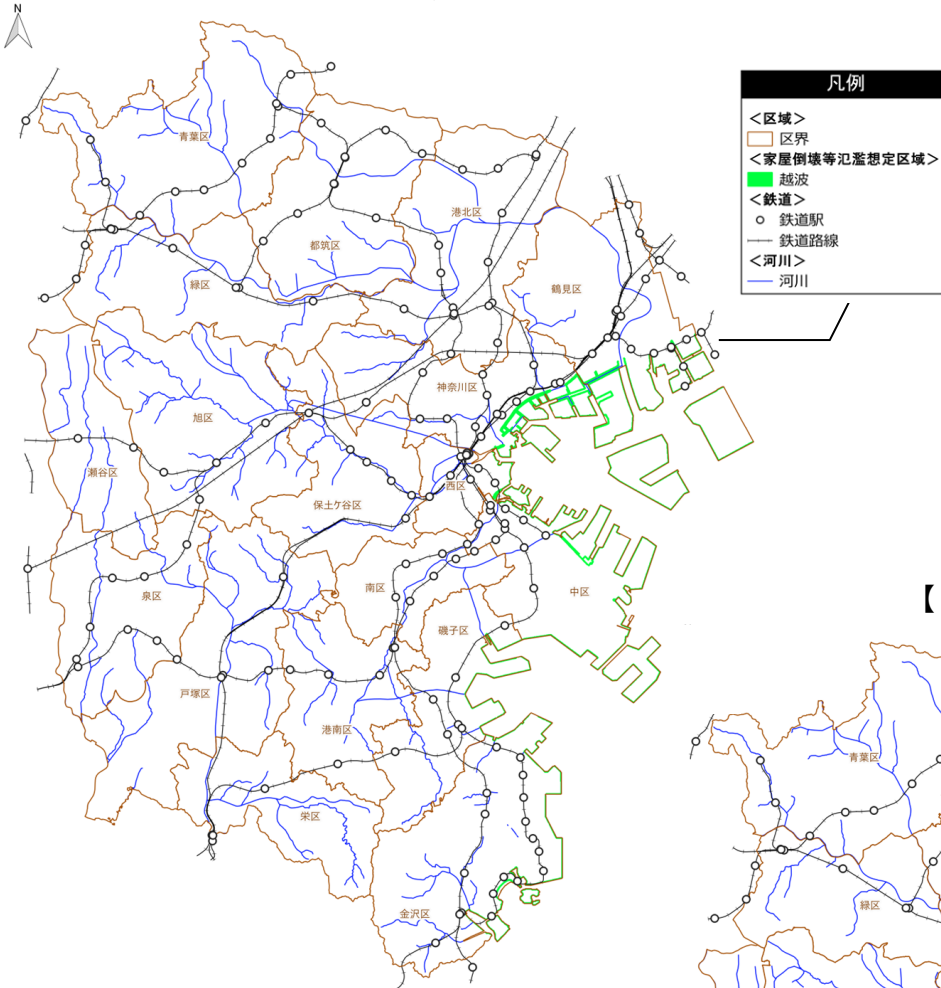 N
凡例
＜区域＞
区界
＜家屋倒壊等氾濫想定区域＞
越波
＜鉄道＞
鉄道駅
鉄道路線
＜河川＞
河川
青葉区
港北区
都筑区
緑区
鶴見区
神奈川区
旭区
瀬谷区
西区
保土ケ谷区
南区
中区
泉区
磯子区
戸塚区
港南区
栄区
金沢区
【
青葉区
緑区